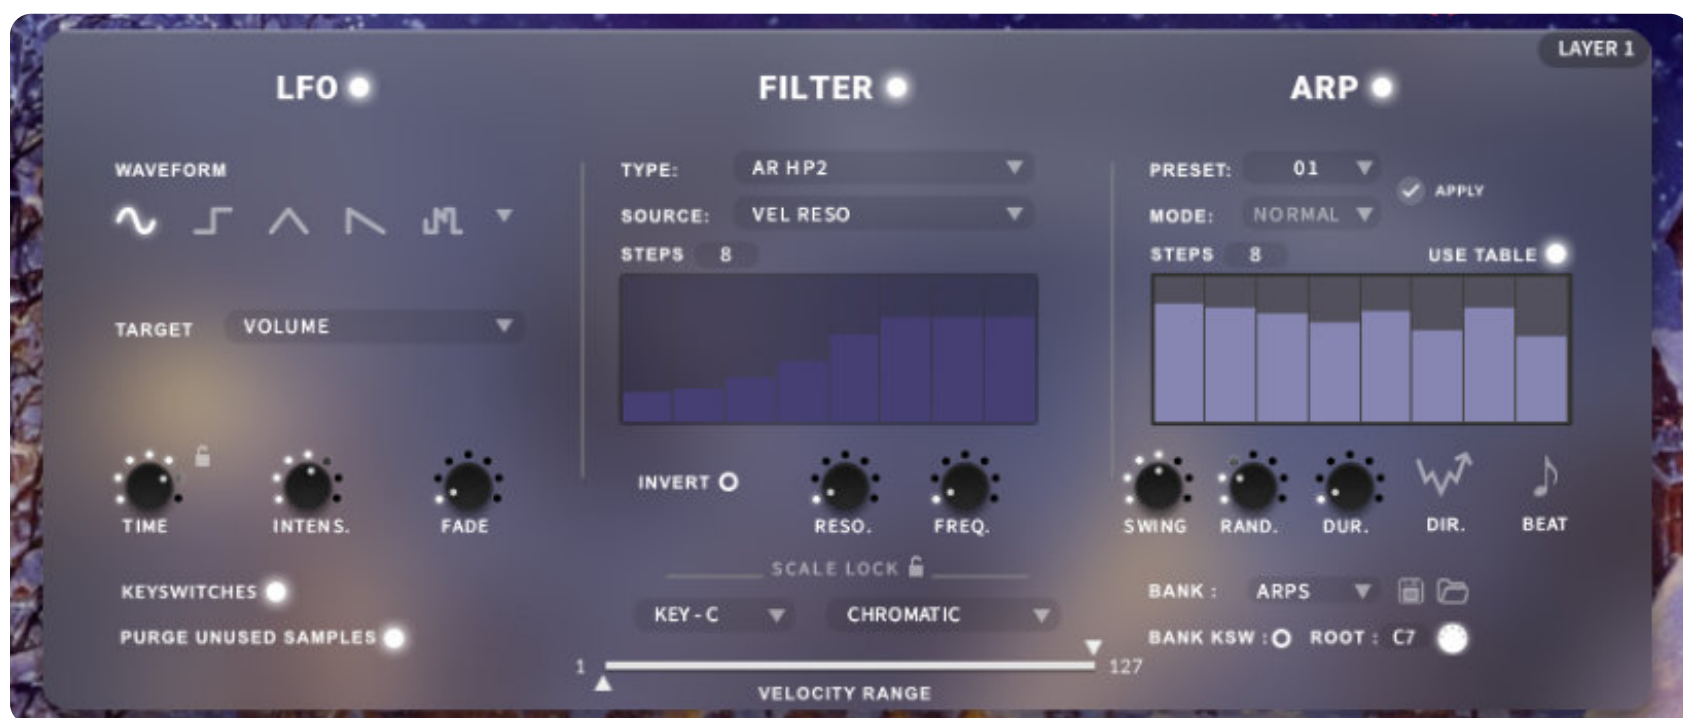 LAYER 1
LFO
WAVEFORM
TARGET VOLUME
TIME INTENS. FADE
KEYSWITCHES
PURGE UNUSED SAMPLES
FILTER
TYPE: AR HP2
SOURCE: VEL RESO
STEPS 8
INVERT
RESO. FREQ.
SCALE LOCK
KEY - C CHROMATIC
1 127
VELOCITY RANGE
ARP
PRESET: 01
APPLY
MODE: NORMAL
STEPS 8 USE TABLE
SWING RAND. DUR. DIR. BEAT
BANK : ARPS
BANK KSW : ROOT : C7